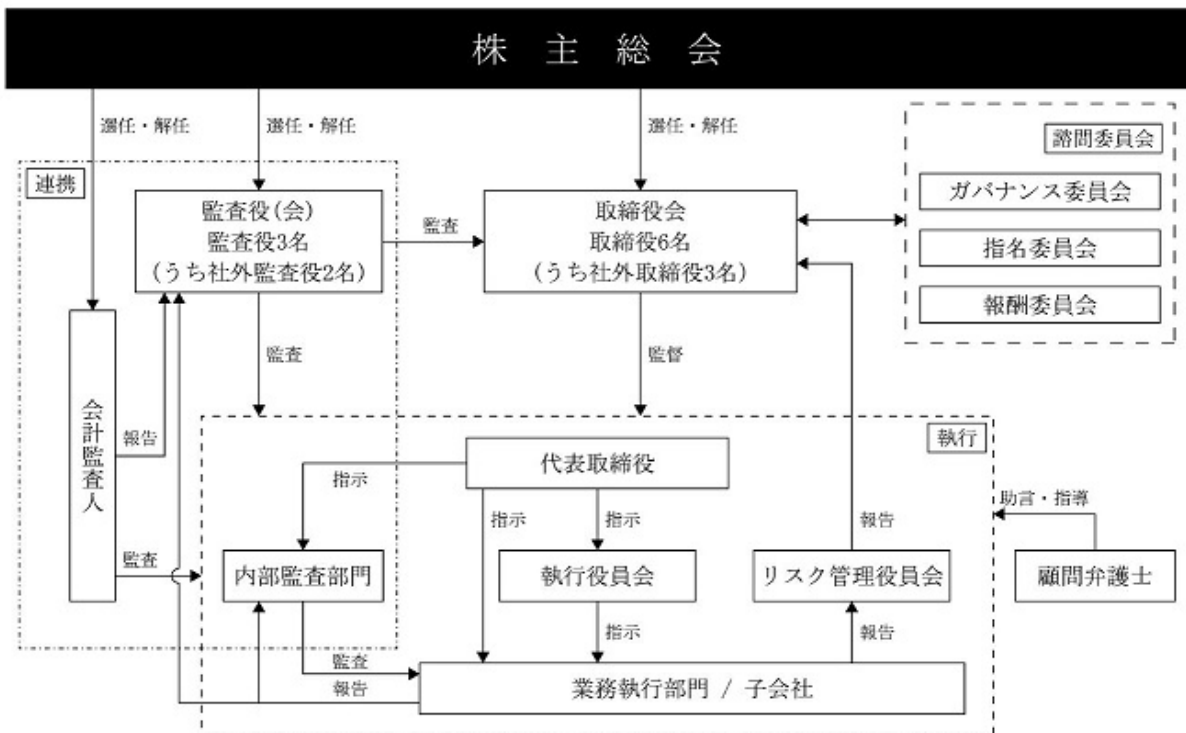 株主総会
選任・解任
選任・解任
選任・解任
諮問委員会
ガバナンス委員会
指名委員会
報酬委員会
連携
監査役(会)
監査役3名
(うち社外監査役2名)
監査
取締役会
取締役6名
(うち社外取締役3名)
監査
監督
会計監査人
報告
監査
執行
代表取締役
指示
指示
指示
報告
助言・指導
内部監査部門
執行役員会
リスク管理役員会
顧問弁護士
指示
報告
監査
報告
業務執行部門 / 子会社